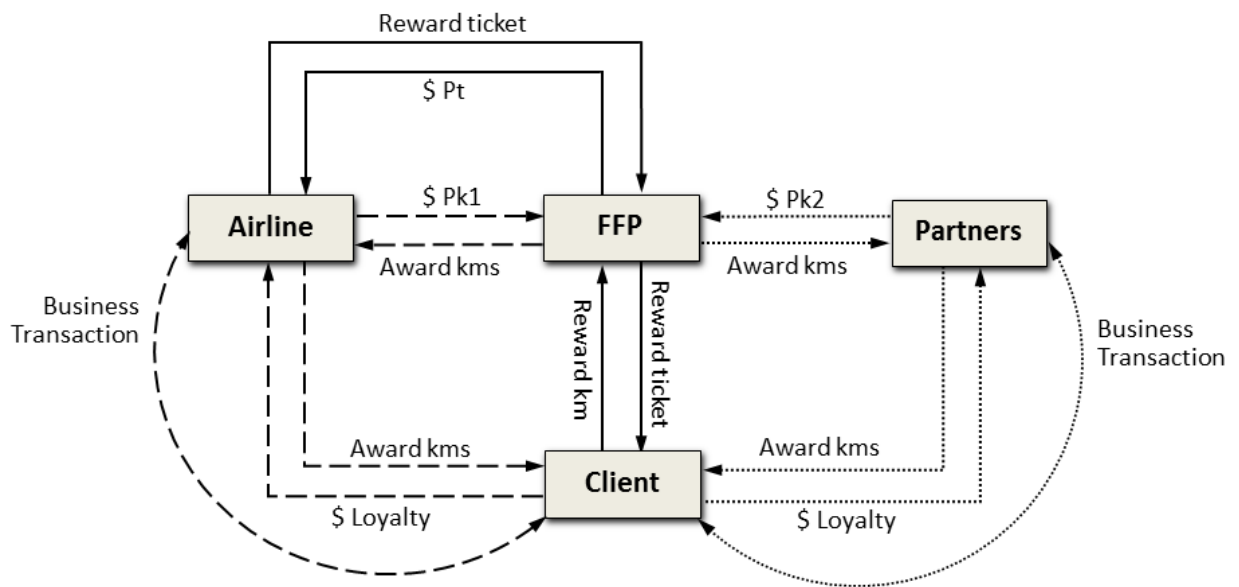 Reward ticket
$ Pt
$ Pk1
$ Pk2
Airline
FFP
Partners
Award kms
Award kms
Business
Transaction
Reward km
Reward ticket
Business
Transaction
Award kms
Award kms
Client
$ Loyalty
$ Loyalty